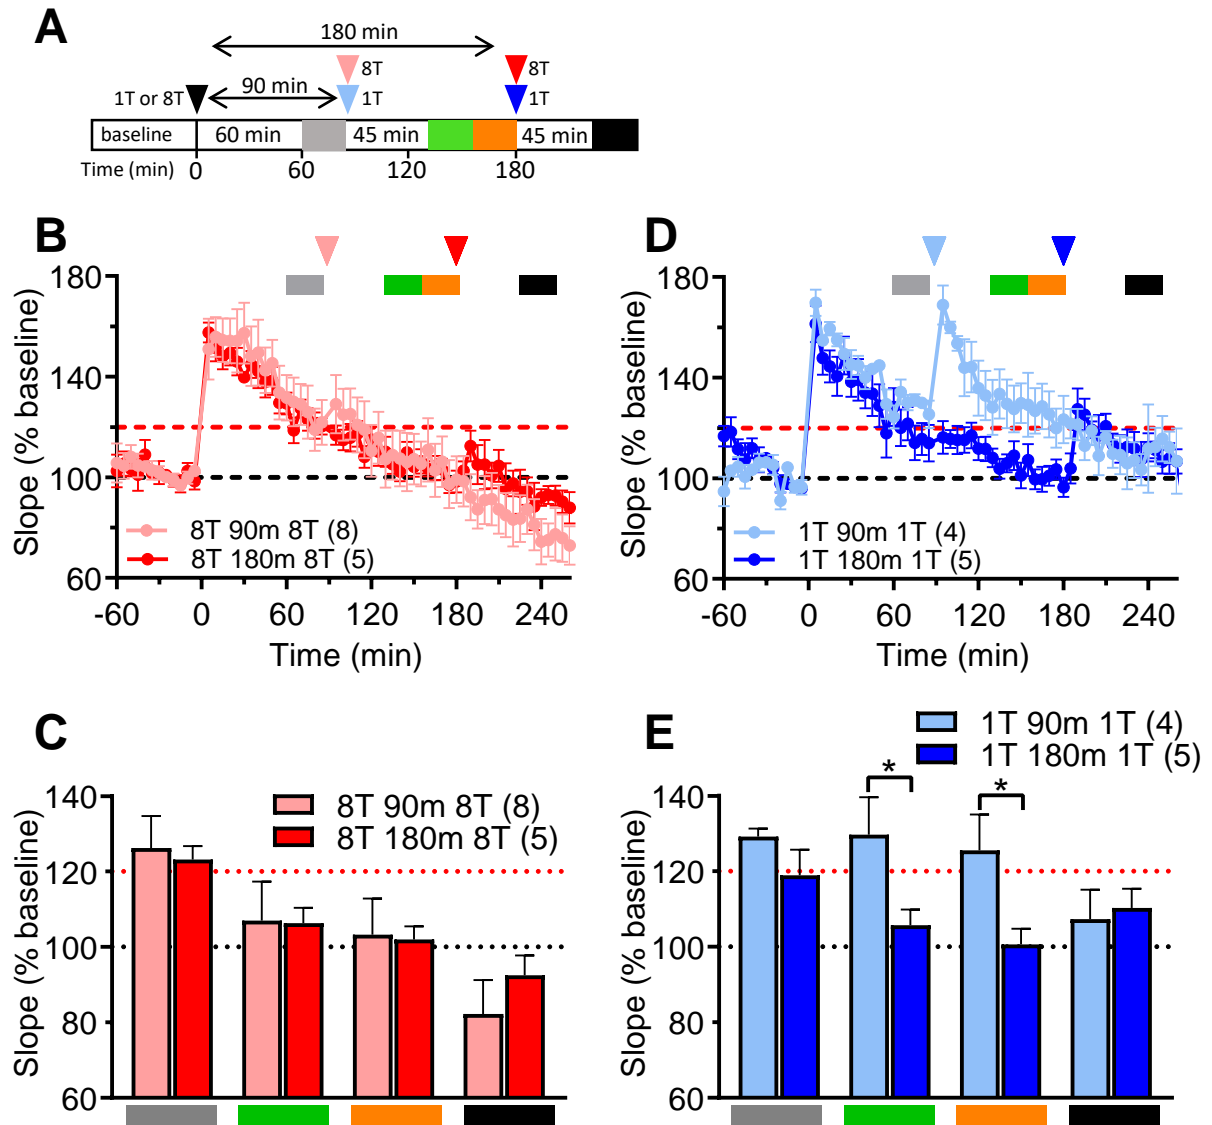 A
180 min
8T
8T
90 min
1T or 8T
1T
1T
baseline
60 min
45 min
45 min
Time (min)
0
60
120
180
B
180
140
100
60
Slope (% baseline)
8T 90m 8T (8)
8T 180m 8T (5)
-60
0
60
120
180
240
Time (min)
D
180
140
100
60
Slope (% baseline)
1T 90m 1T (4)
1T 180m 1T (5)
-60
0
60
120
180
240
Time (min)
C
140
120
100
80
60
Slope (% baseline)
8T 90m 8T (8)
8T 180m 8T (5)
E
1T 90m 1T (4)
1T 180m 1T (5)
140
120
100
80
60
Slope (% baseline)
*
*